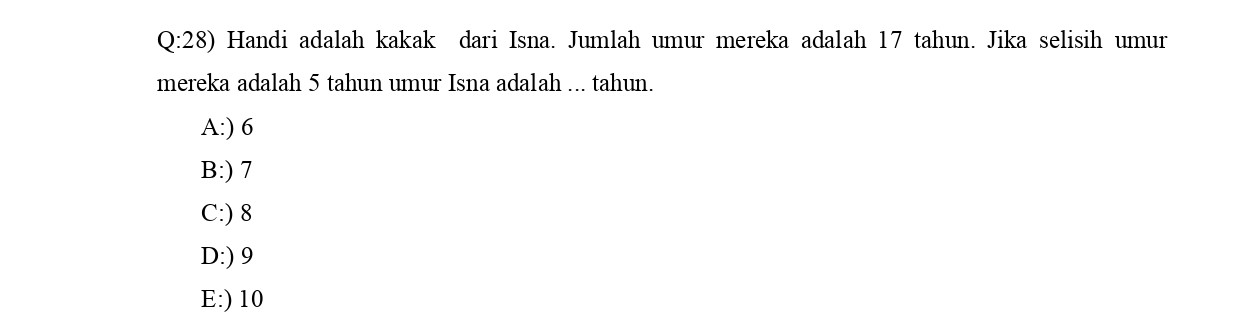 Q:28) Handi adalah kakak dari Isna. Jumlah umur mereka adalah 17 tahun. Jika selisih umur
mereka adalah 5 tahun umur Isna adalah ... tahun.
A:) 6
B:) 7
C:) 8
D:) 9
E:) 10